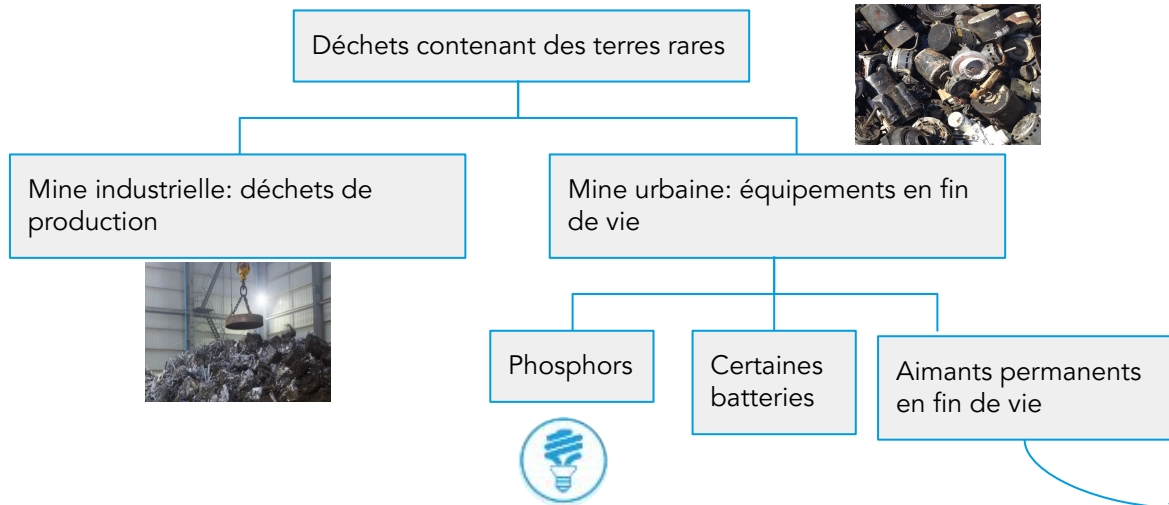 Déchets contenant des terres rares
Mine industrielle: déchets de
production
Mine urbaine: équipements en fin
de vie
Phosphors
Certaines
batteries
Aimants permanents
en fin de vie